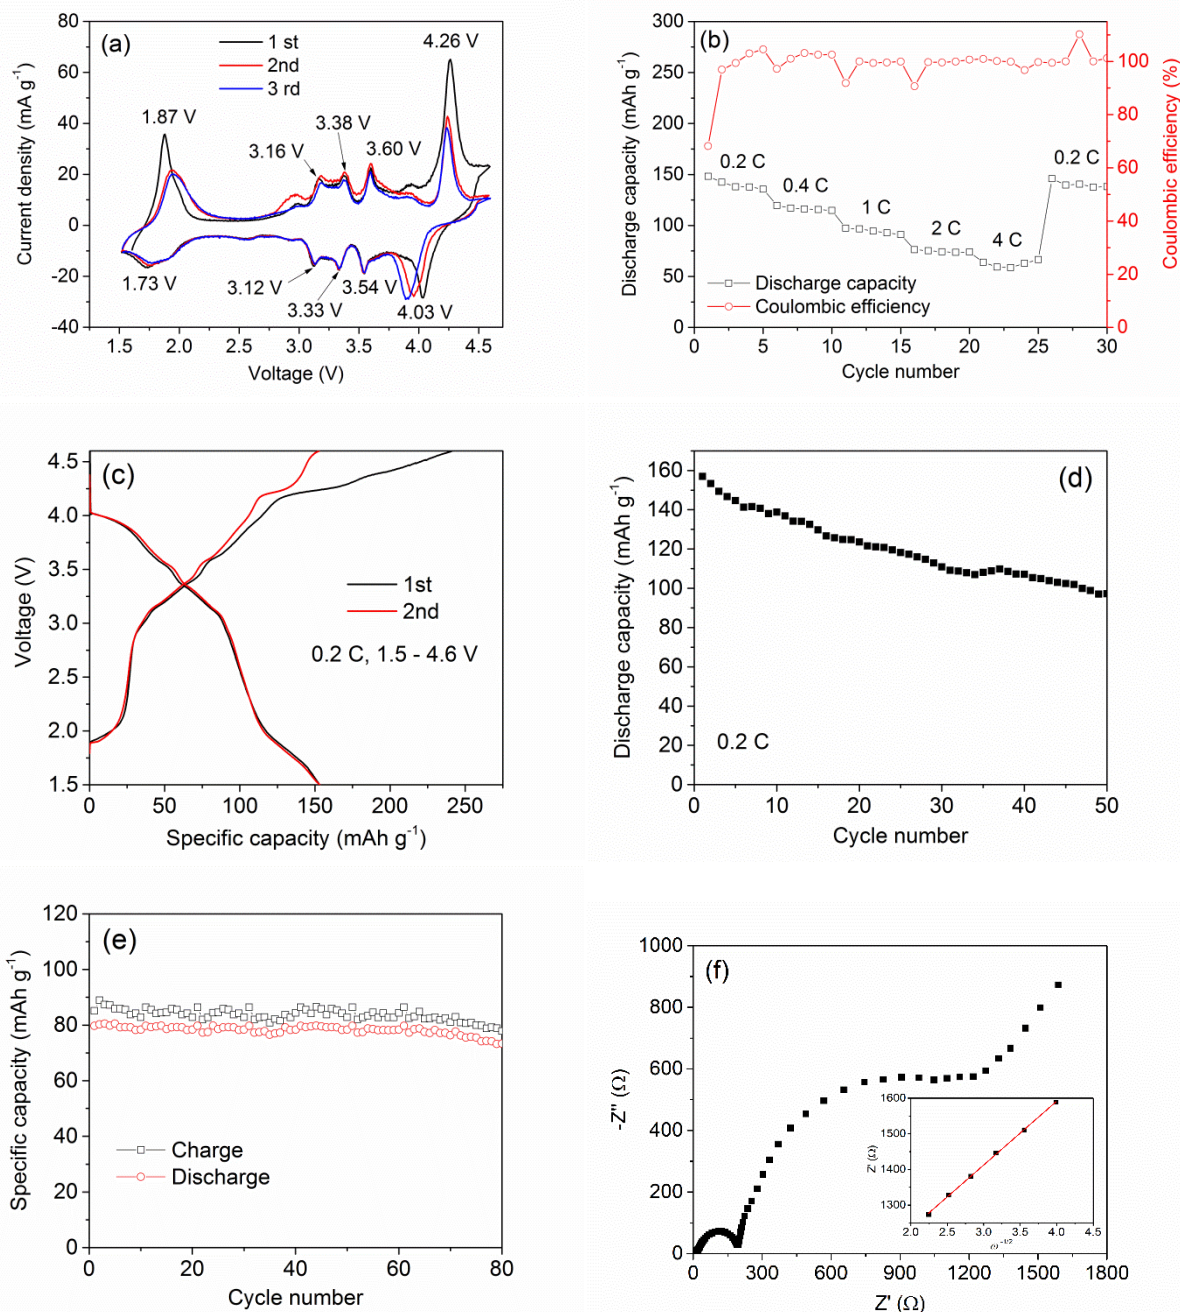 (a)
1 st
2nd
3 rd
4.26 V
1.87 V
3.38 V
3.16 V
3.60 V
1.73 V
3.12 V
3.33 V
3.54 V
4.03 V
80
60
40
20
0
-20
-40
Current density (mA g⁻¹)
1.5 2.0 2.5 3.0 3.5 4.0 4.5
Voltage (V)
(b)
300
250
200
150
100
50
0
Discharge capacity (mAh g⁻¹)
0.2 C
0.4 C
1 C
2 C
4 C
0.2 C
Discharge capacity
Coulombic efficiency
100
80
60
40
20
0
Coulombic efficiency (%)
0 5 10 15 20 25 30
Cycle number
(c)
4.5
4.0
3.5
3.0
2.5
2.0
1.5
Voltage (V)
1st
2nd
0.2 C, 1.5 - 4.6 V
0 50 100 150 200 250
Specific capacity (mAh g⁻¹)
(d)
160
140
120
100
80
60
40
20
0
Discharge capacity (mAh g⁻¹)
0.2 C
0 10 20 30 40 50
Cycle number
(e)
120
100
80
60
40
20
0
Specific capacity (mAh g⁻¹)
Charge
Discharge
0 20 40 60 80
Cycle number
(f)
1000
800
600
400
200
0
-Z'' (Ω)
1600
1500
1400
1300
Z' (Ω)
2.0 2.5 3.0 3.5 4.0 4.5
ω⁻¹/²
0 300 600 900 1200 1500 1800
Z' (Ω)